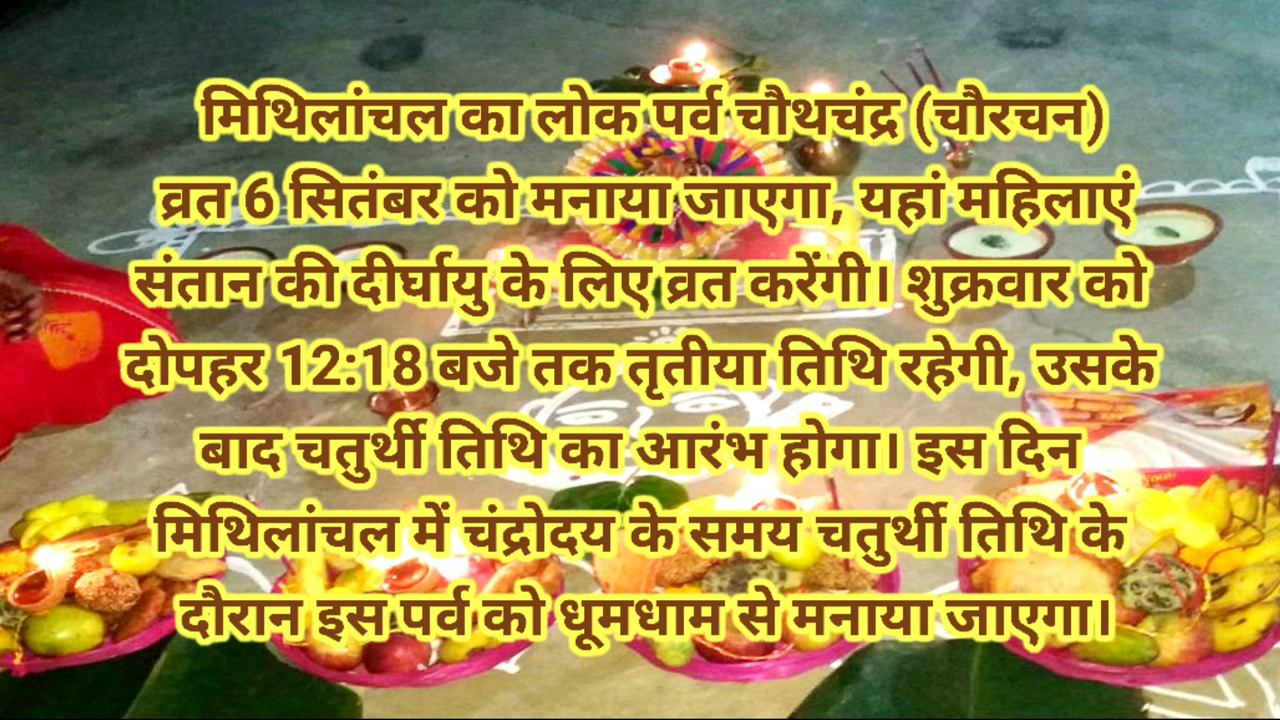 मिथिलांचल का लोक पर्व चौथचंद्र (चौरचन)
व्रत 6 सितंबर को मनाया जाएगा, यहां महिलाएं
संतान की दीर्घायु के लिए व्रत करेंगी। शुक्रवार को
दोपहर 12:18 बजे तक तृतीया तिथि रहेगी, उसके
बाद चतुर्थी तिथि का आरंभ होगा। इस दिन
मिथिलांचल में चंद्रोदय के समय चतुर्थी तिथि के
दौरान इस पर्व को धूमधाम से मनाया जाएगा।